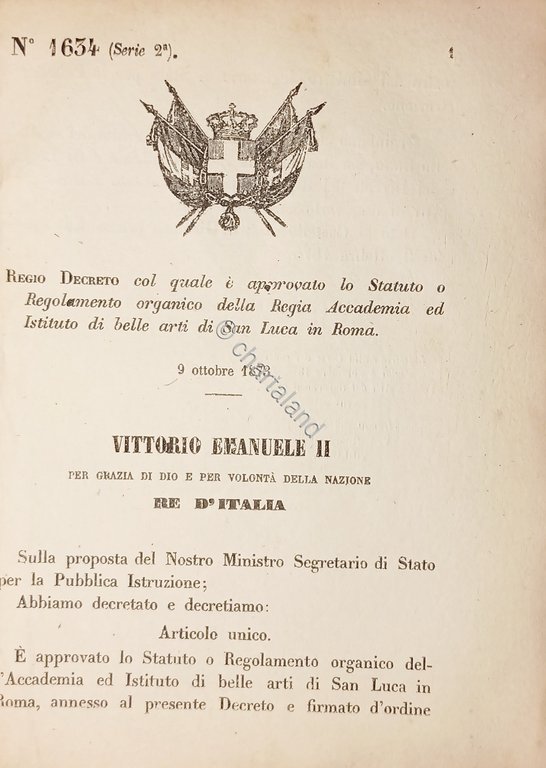 N° 1634 (Serie 2ª).
1
REGIO DECRETO col quale è approvato lo Statuto o
Regolamento organico della Regia Accademia ed
Istituto di belle arti di San Luca in Roma.
9 ottobre 1873
© chartaland
VITTORIO EMANUELE II
PER GRAZIA DI DIO E PER VOLONTÀ DELLA NAZIONE
RE D'ITALIA
Sulla proposta del Nostro Ministro Segretario di Stato
per la Pubblica Istruzione;
Abbiamo decretato e decretiamo:
Articolo unico.
È approvato lo Statuto o Regolamento organico del-
l'Accademia ed Istituto di belle arti di San Luca in
Roma, annesso al presente Decreto e firmato d'ordine